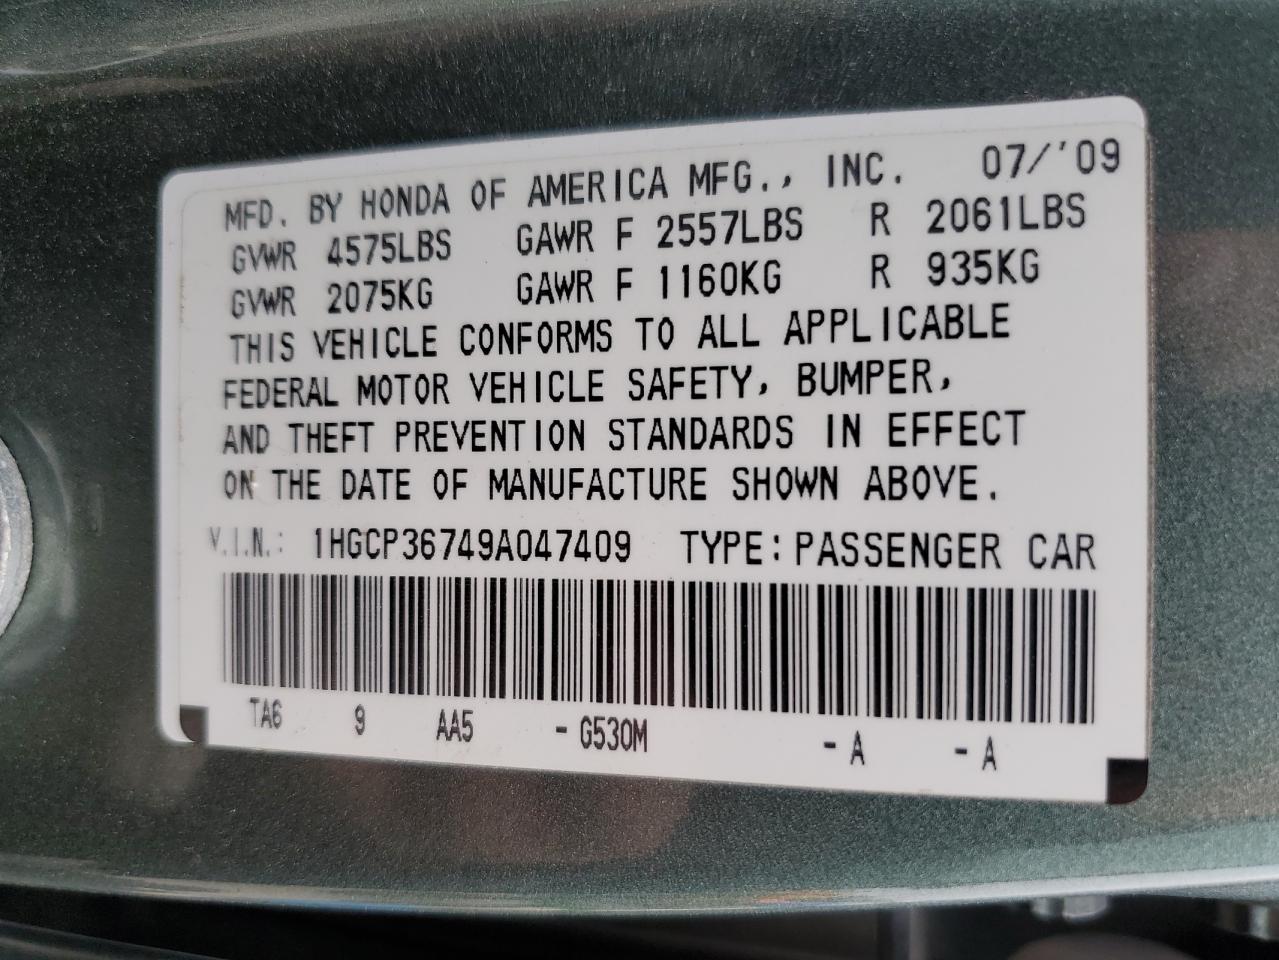 MFD. BY HONDA OF AMERICA MFG., INC. 07/'09
GVWR 4575LBS GAWR F 2557LBS R 2061LBS
GVWR 2075KG GAWR F 1160KG R 935KG
THIS VEHICLE CONFORMS TO ALL APPLICABLE
FEDERAL MOTOR VEHICLE SAFETY, BUMPER,
AND THEFT PREVENTION STANDARDS IN EFFECT
ON THE DATE OF MANUFACTURE SHOWN ABOVE.
V.I.N.: 1HGCP36749A047409 TYPE: PASSENGER CAR
TA6 9 AA5 - G530M - A - A